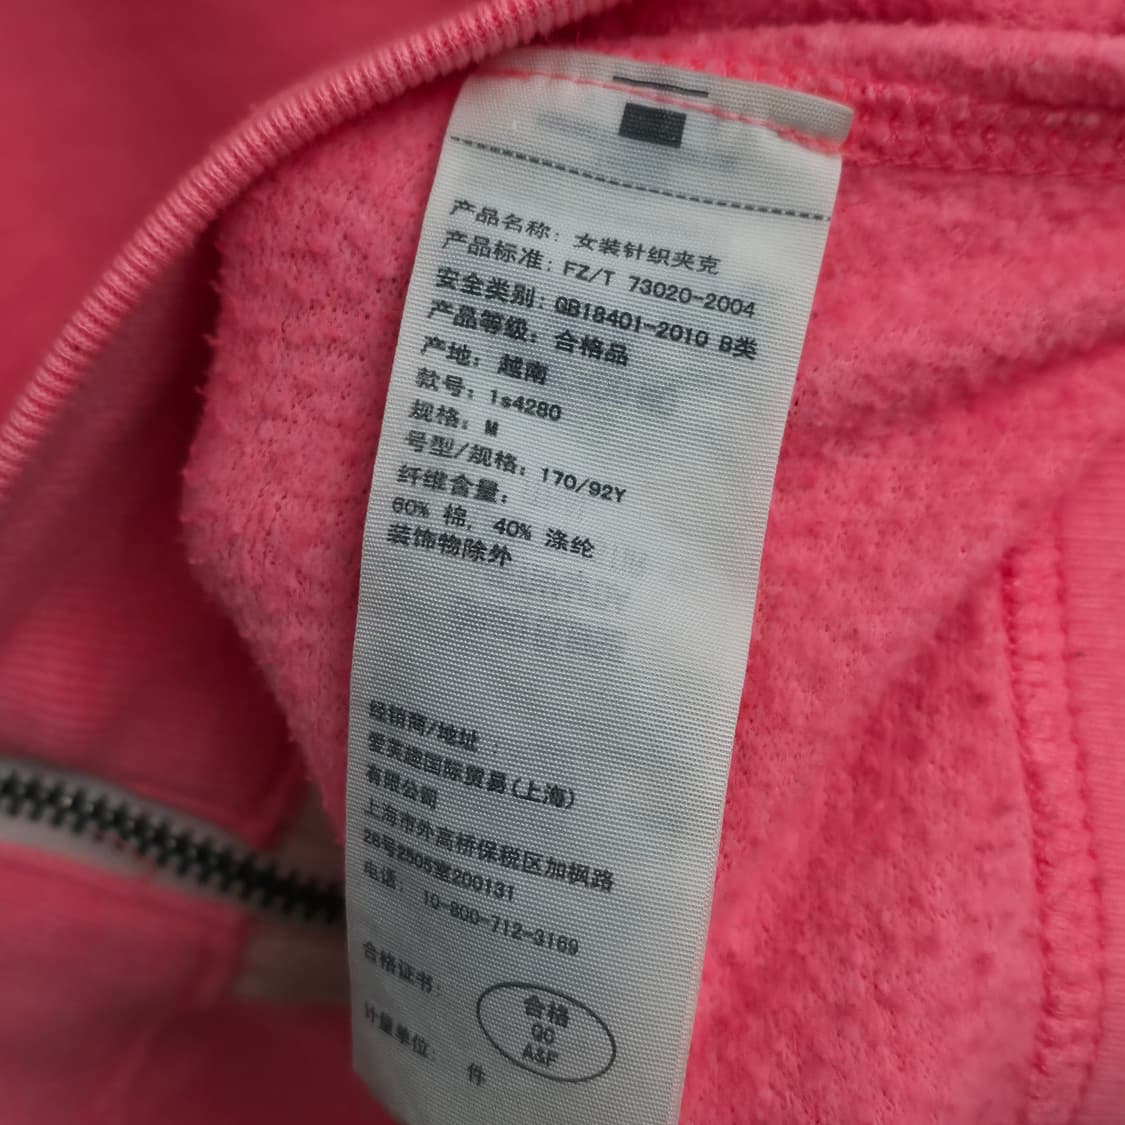 产品名称: 女装针织夹克
产品标准: FZ/T 73020-2004
安全类别: GB18401-2010 B类
产品等级: 合格品
产地: 越南
款号: 1s4280
规格: M
号型/规格: 170/92Y
纤维含量:
60% 棉, 40% 涤纶
装饰物除外
经销商/地址:
国际贸易(上海)
有限公司
上海市外高桥保税区加枫路
28号2505室200131
电话: 10-800-712-3169
合格证书:
合格
QC
A&F
计量单位: 件